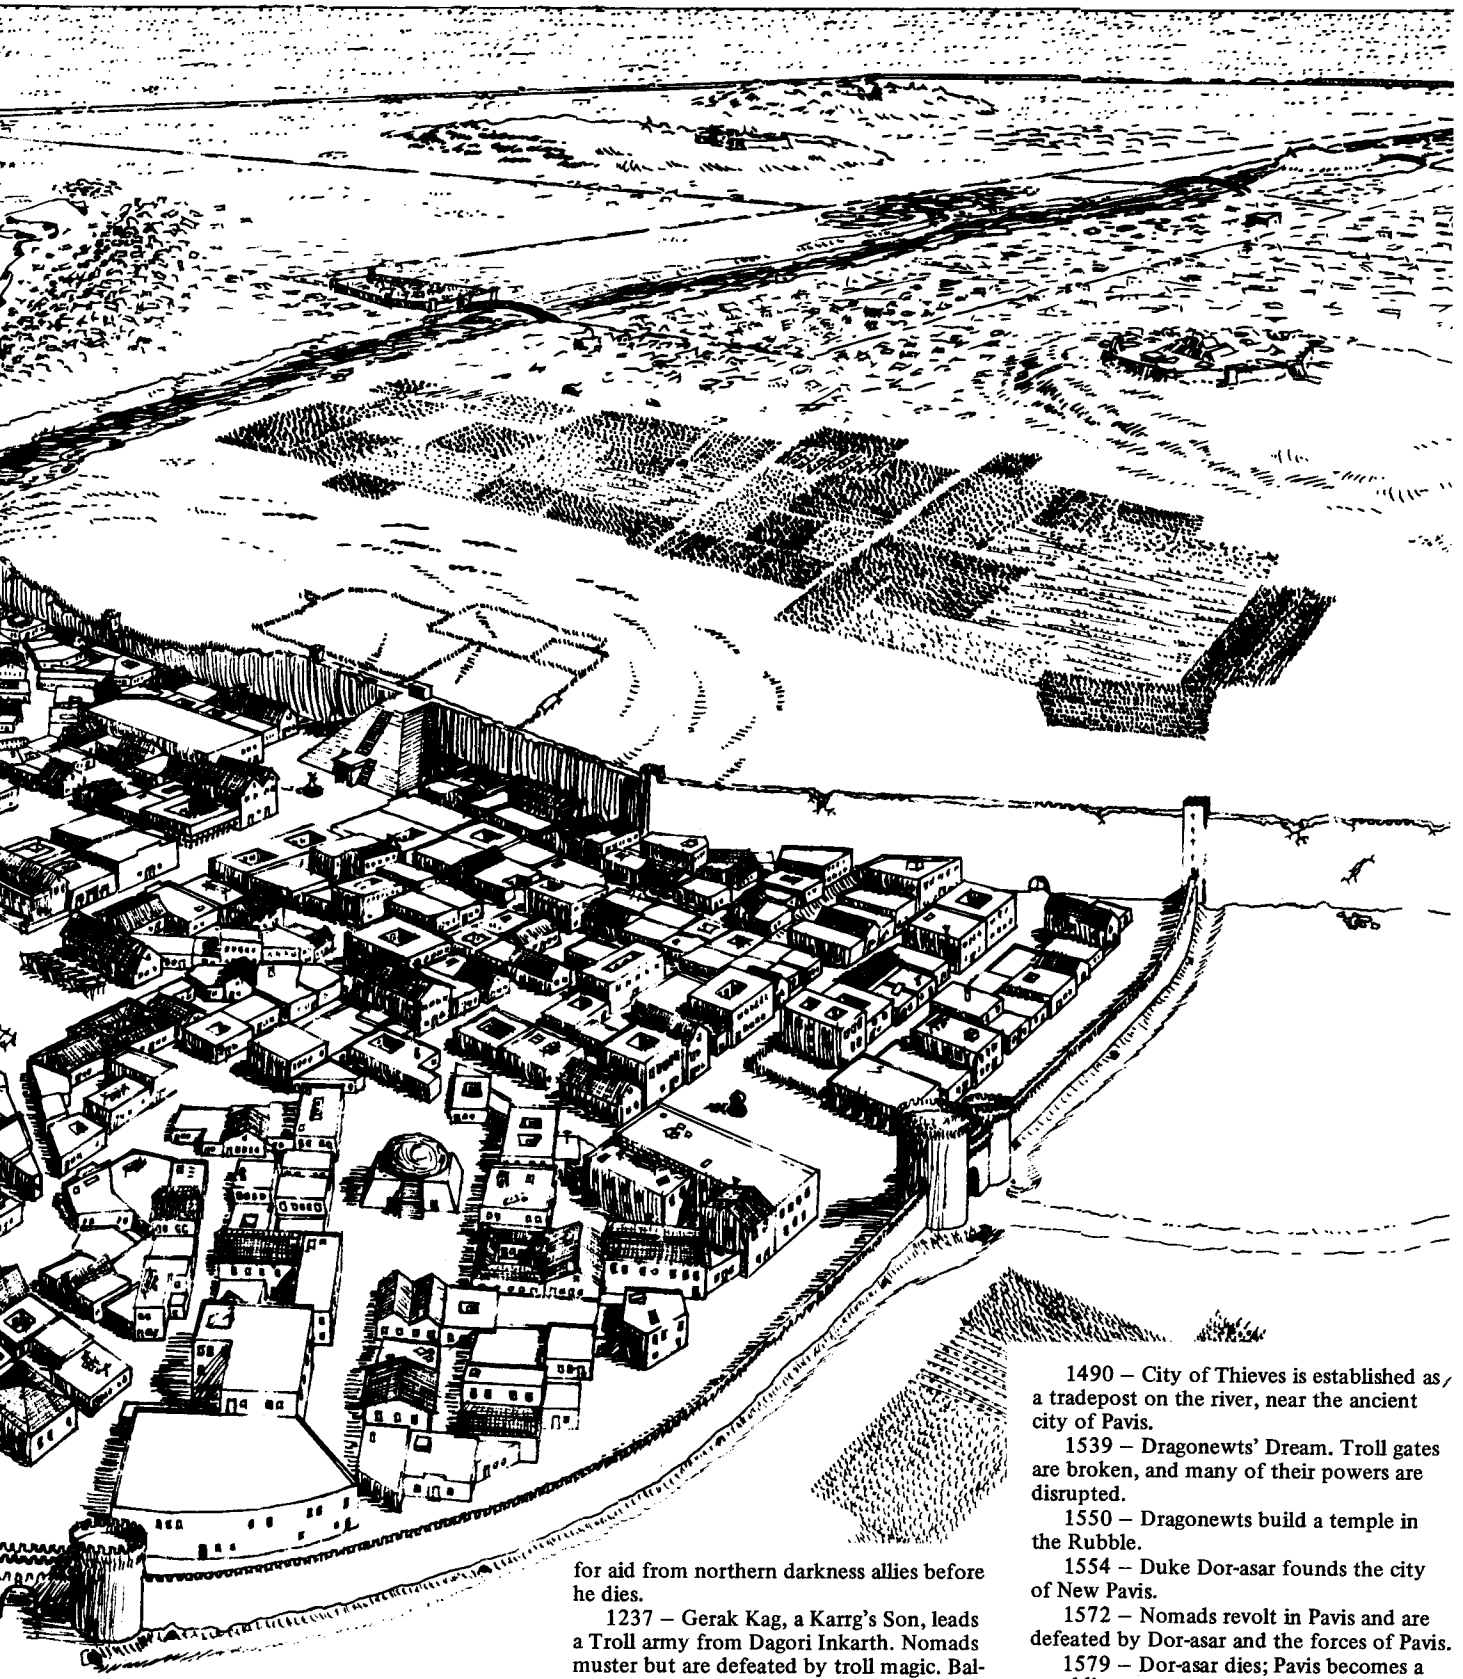 for aid from northern darkness allies before
he dies.
1237 – Gerak Kag, a Karrg's Son, leads
a Troll army from Dagori Inkarth. Nomads
muster but are defeated by troll magic. Bal-
1490 – City of Thieves is established as
a tradepost on the river, near the ancient
city of Pavis.
1539 – Dragonewts' Dream. Troll gates
are broken, and many of their powers are
disrupted.
1550 – Dragonewts build a temple in
the Rubble.
1554 – Duke Dor-asar founds the city
of New Pavis.
1572 – Nomads revolt in Pavis and are
defeated by Dor-asar and the forces of Pavis.
1579 – Dor-asar dies; Pavis becomes a